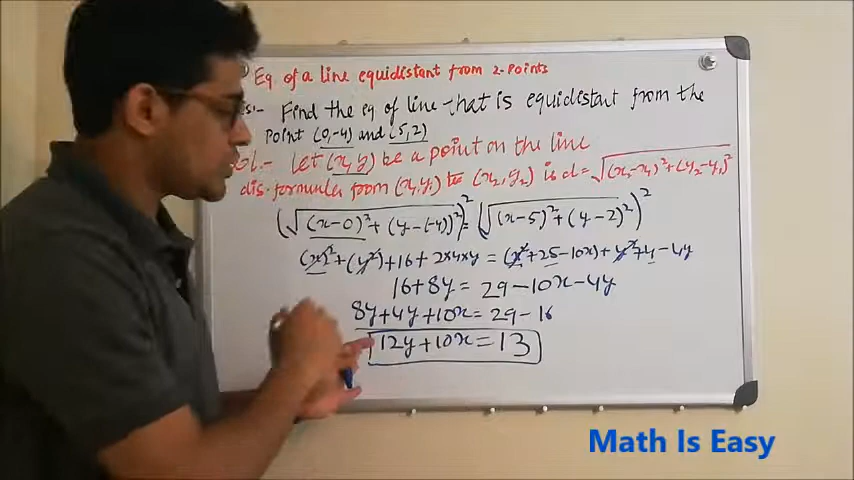 Eq. of a line equidistant from 2-Points
s:- Find the eq of line that is equidistant from the
point (0,-4) and (5,2)
ol.- Let (x,y) be a point on the line
dis. formula from (x₁,y₁) to (x₂,y₂) is d=√(x₂-x₁)²+(y₂-y₁)²
(√(x-0)²+(y-(-4))²)²=(√(x-5)²+(y-2)²)²
(x)²+(y²)+16+2×4×y=(x²+25-10x)+y²+4-4y
16+8y=29-10x-4y
8y+4y+10x=29-16
12y+10x=13
Math Is Easy